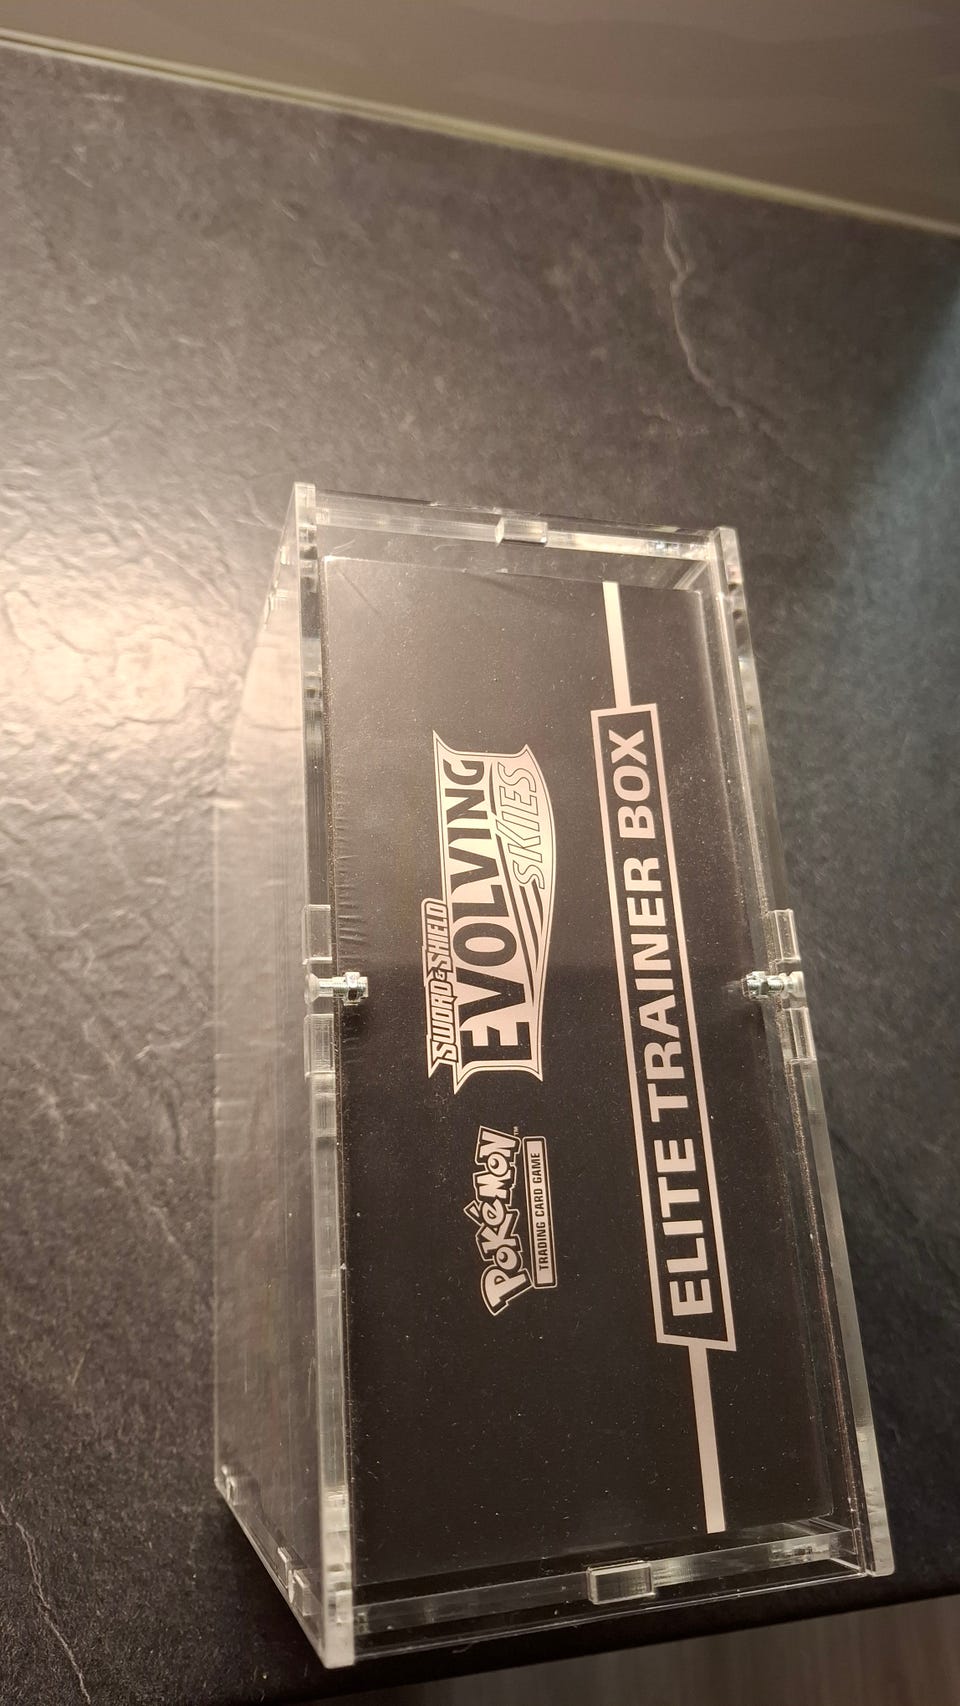 Pokémon
TRADING CARD GAME
SWORD & SHIELD
EVOLVING
SKIES
ELITE TRAINER BOX